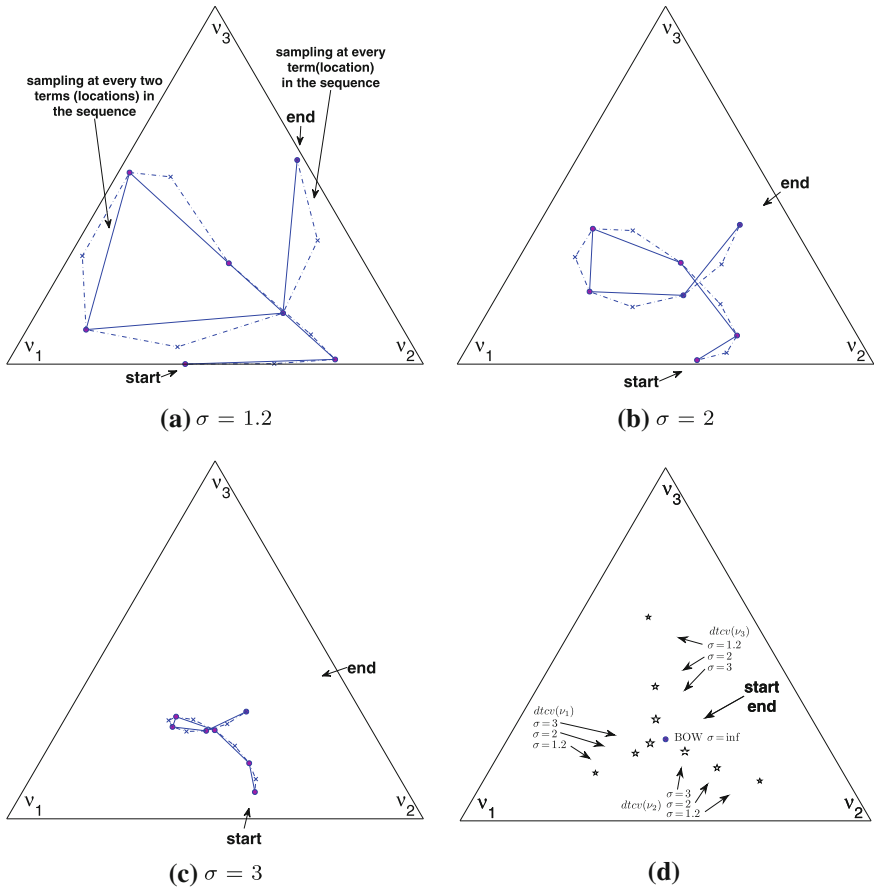 ν3
sampling at every two
terms (locations) in
the sequence
sampling at every
term(location)
in the sequence
end
ν1
ν2
start
(a) σ = 1.2
ν3
end
ν1
ν2
start
(b) σ = 2
ν3
end
ν1
ν2
start
(c) σ = 3
ν3
dtcv(ν3)
σ=1.2
σ=2
σ=3
start
end
dtcv(ν1)
σ=3
σ=2
σ=1.2
BOW σ=inf
ν1
ν2
σ=3
dtcv(ν2) σ=2
σ=1.2
(d)